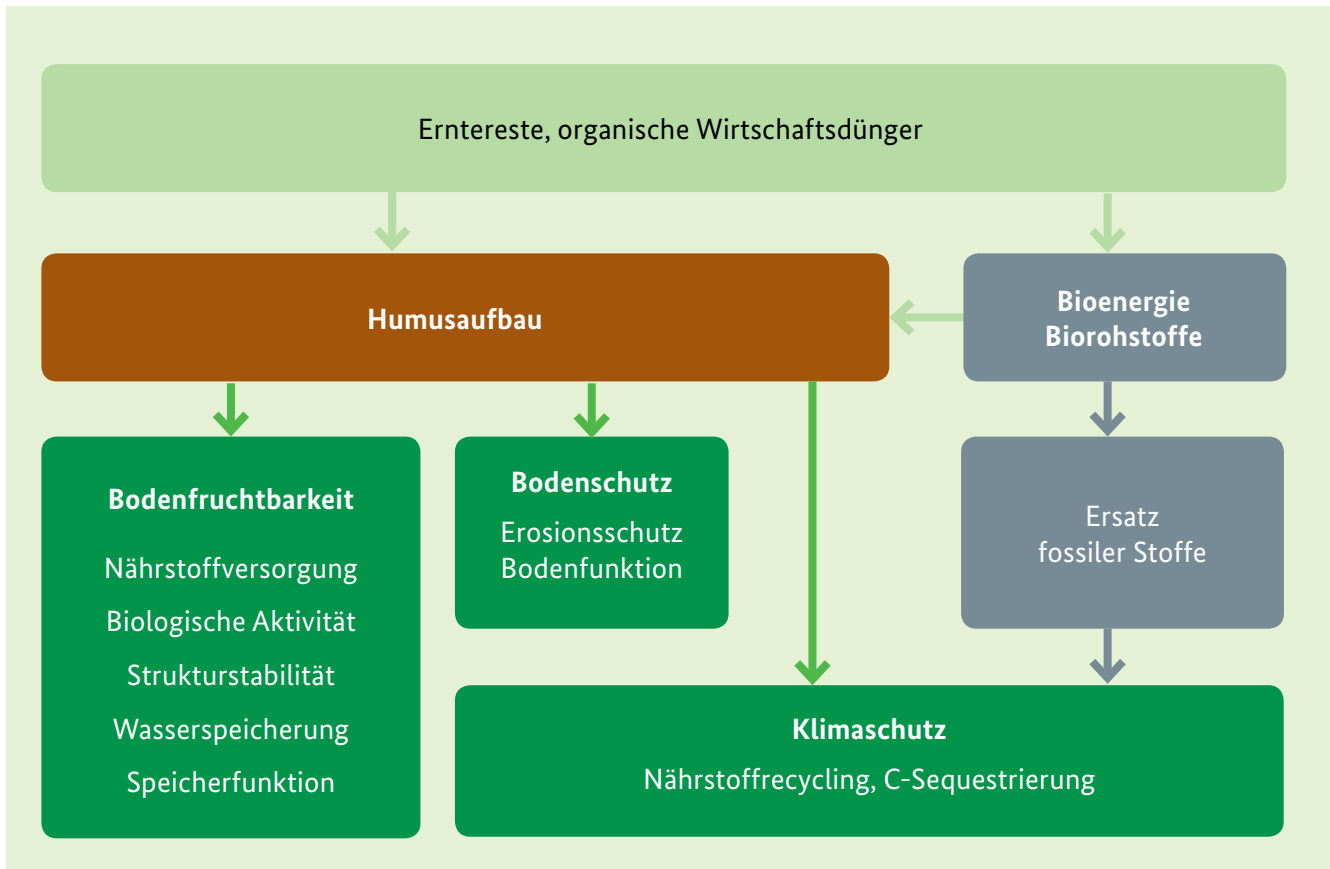 Erntereste, organische Wirtschaftsdünger
Humusaufbau
Bioenergie
Biorohstoffe
Bodenfruchtbarkeit
Nährstoffversorgung
Biologische Aktivität
Strukturstabilität
Wasserspeicherung
Speicherfunktion
Bodenschutz
Erosionsschutz
Bodenfunktion
Ersatz
fossiler Stoffe
Klimaschutz
Nährstoffrecycling, C-Sequestrierung